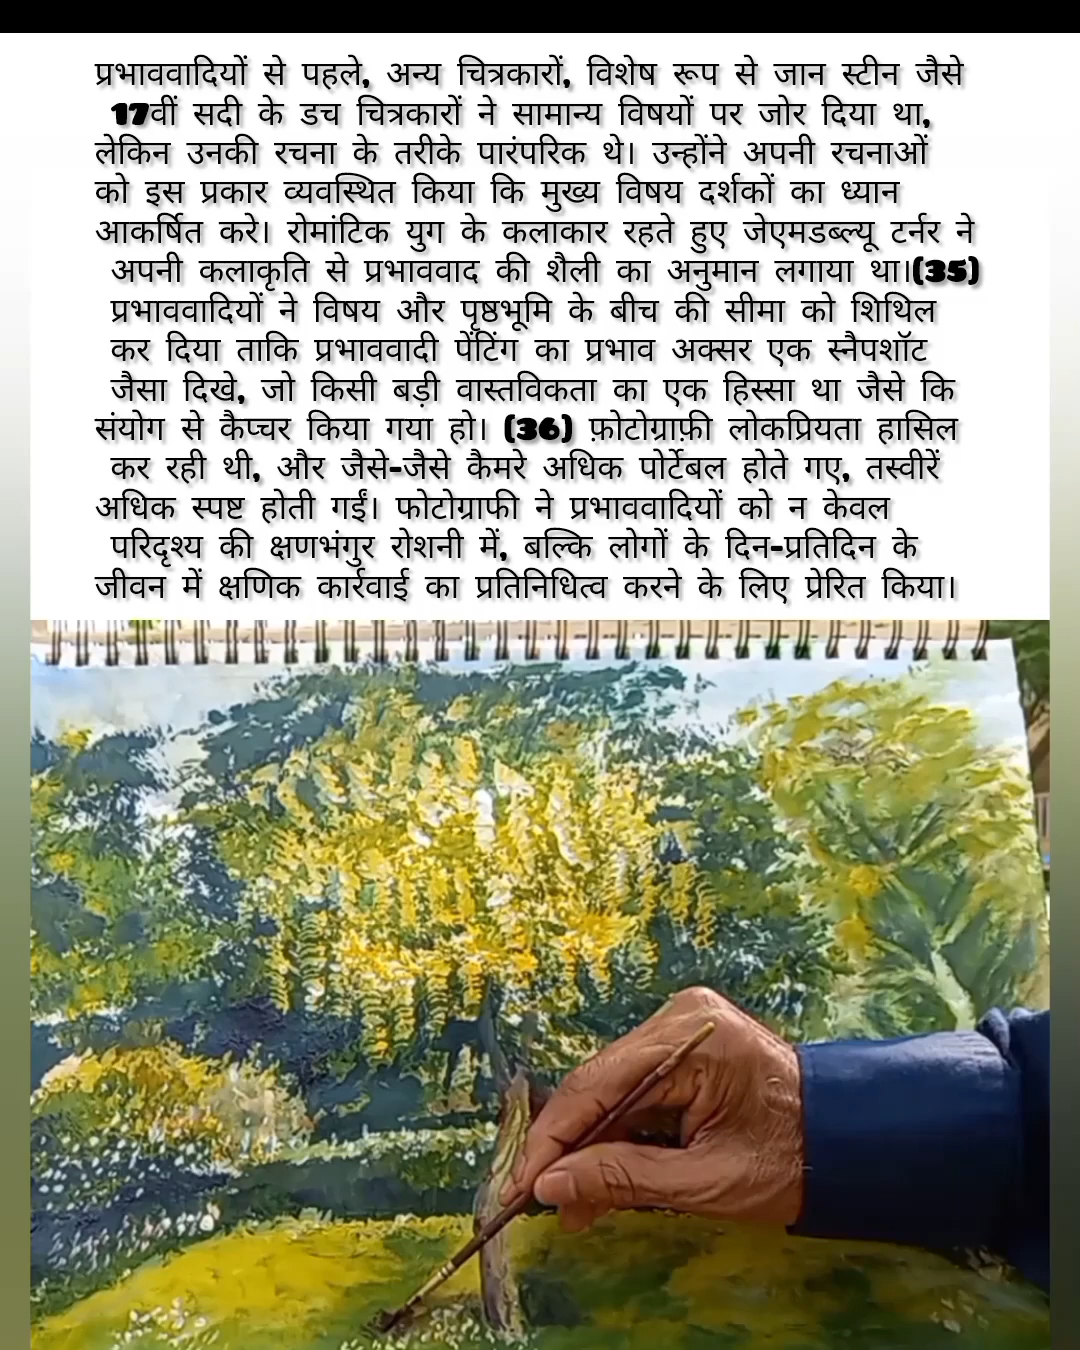 प्रभाववादियों से पहले, अन्य चित्रकारों, विशेष रूप से जान स्टीन जैसे
17वीं सदी के डच चित्रकारों ने सामान्य विषयों पर जोर दिया था,
लेकिन उनकी रचना के तरीके पारंपरिक थे। उन्होंने अपनी रचनाओं
को इस प्रकार व्यवस्थित किया कि मुख्य विषय दर्शकों का ध्यान
आकर्षित करे। रोमांटिक युग के कलाकार रहते हुए जेएमडब्ल्यू टर्नर ने
अपनी कलाकृति से प्रभाववाद की शैली का अनुमान लगाया था।(35)
प्रभाववादियों ने विषय और पृष्ठभूमि के बीच की सीमा को शिथिल
कर दिया ताकि प्रभाववादी पेंटिंग का प्रभाव अक्सर एक स्नैपशॉट
जैसा दिखे, जो किसी बड़ी वास्तविकता का एक हिस्सा था जैसे कि
संयोग से कैप्चर किया गया हो। (36) फ़ोटोग्राफ़ी लोकप्रियता हासिल
कर रही थी, और जैसे-जैसे कैमरे अधिक पोर्टेबल होते गए, तस्वीरें
अधिक स्पष्ट होती गईं। फोटोग्राफी ने प्रभाववादियों को न केवल
परिदृश्य की क्षणभंगुर रोशनी में, बल्कि लोगों के दिन-प्रतिदिन के
जीवन में क्षणिक कार्रवाई का प्रतिनिधित्व करने के लिए प्रेरित किया।